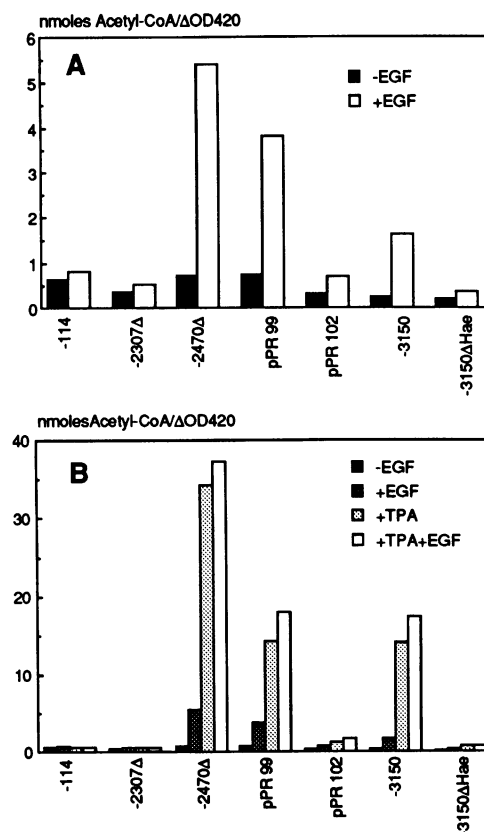 nmoles Acetyl-CoA/ΔOD420
A
-EGF
+EGF
6
5
4
3
2
1
0
-114
-2307Δ
-2470Δ
pPR 99
pPR 102
-3150
-3150ΔHae
nmolesAcetyl-CoA/ΔOD420
B
-EGF
+EGF
+TPA
+TPA+EGF
40
30
20
10
0
-114
-2307Δ
-2470Δ
pPR 99
pPR 102
-3150
-3150ΔHae